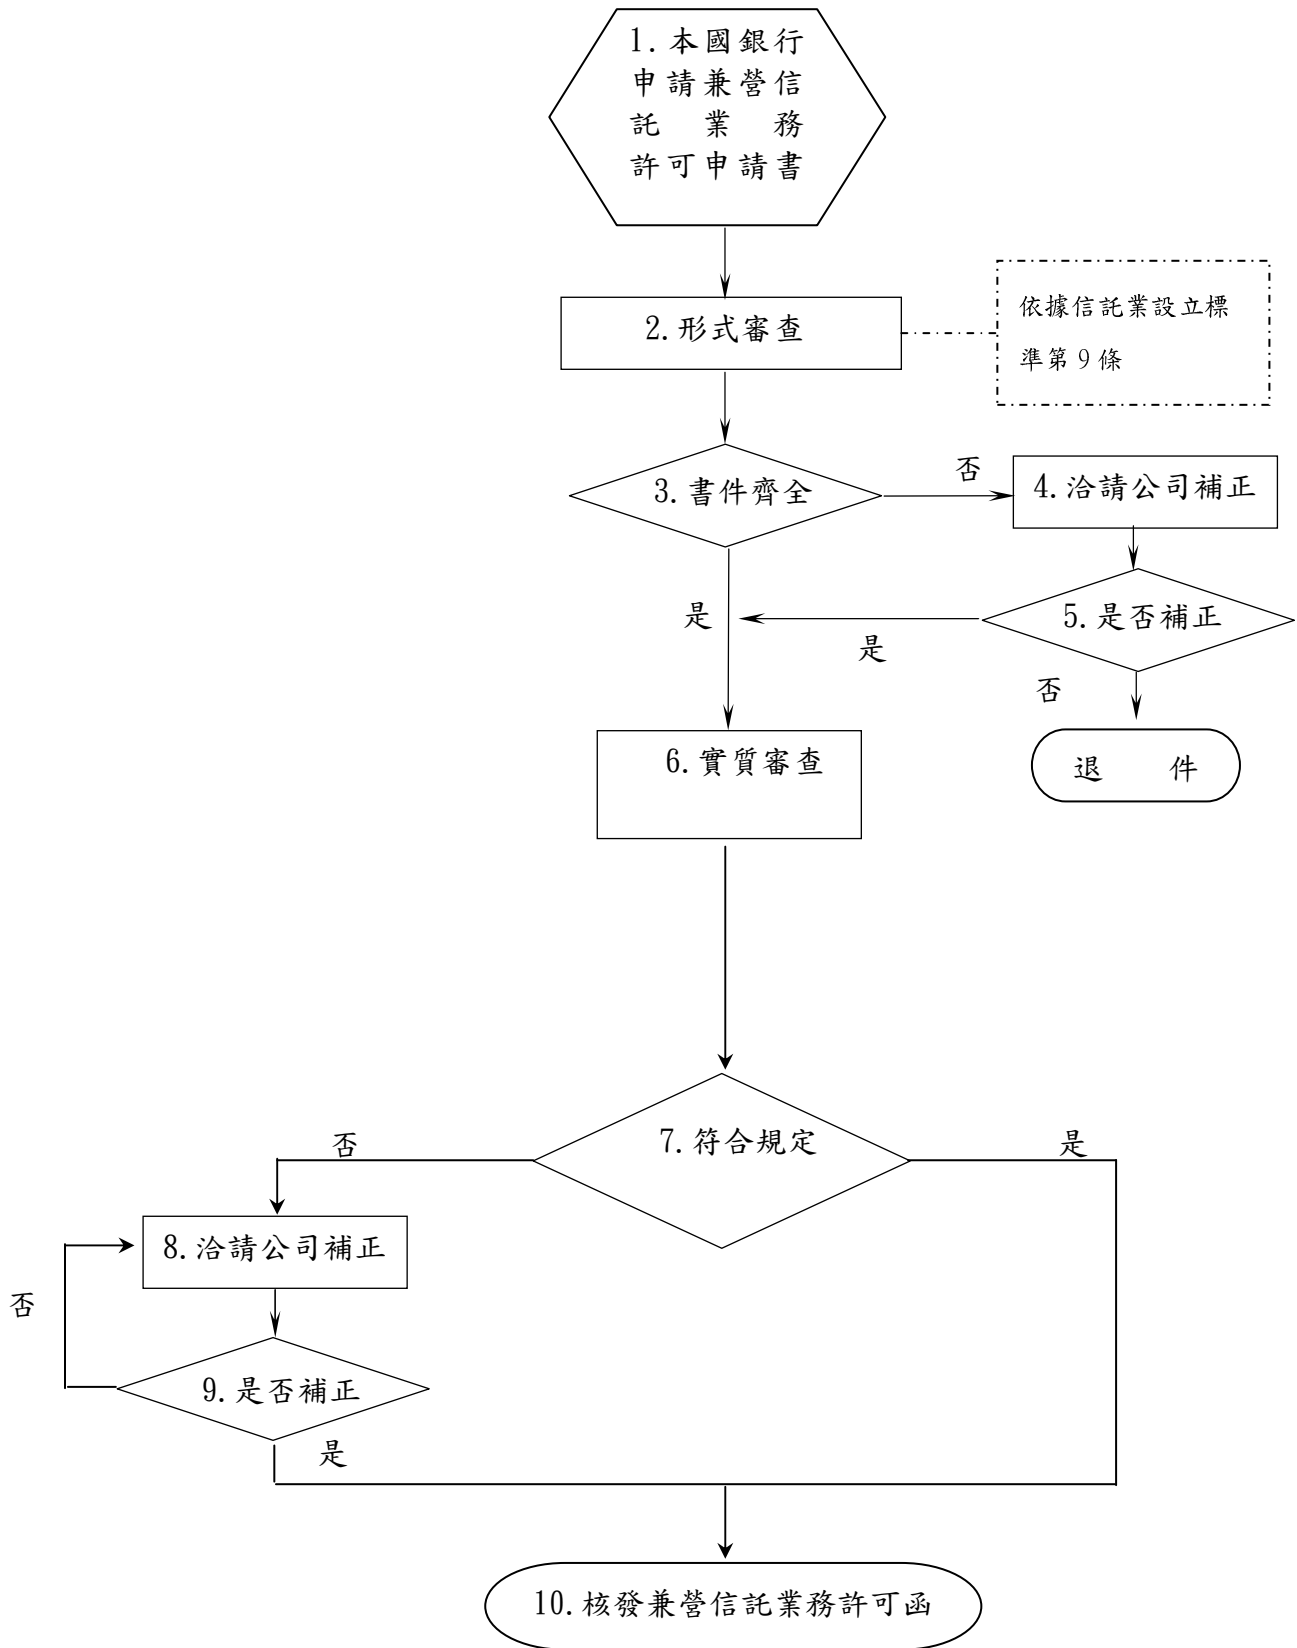 1.本國銀行
申請兼營信
託業務
許可申請書
2.形式審查
依據信託業設立標
準第9條
3.書件齊全
否
4.洽請公司補正
是
是
5.是否補正
否
6.實質審查
退 件
7.符合規定
否
是
8.洽請公司補正
否
9.是否補正
是
10.核發兼營信託業務許可函